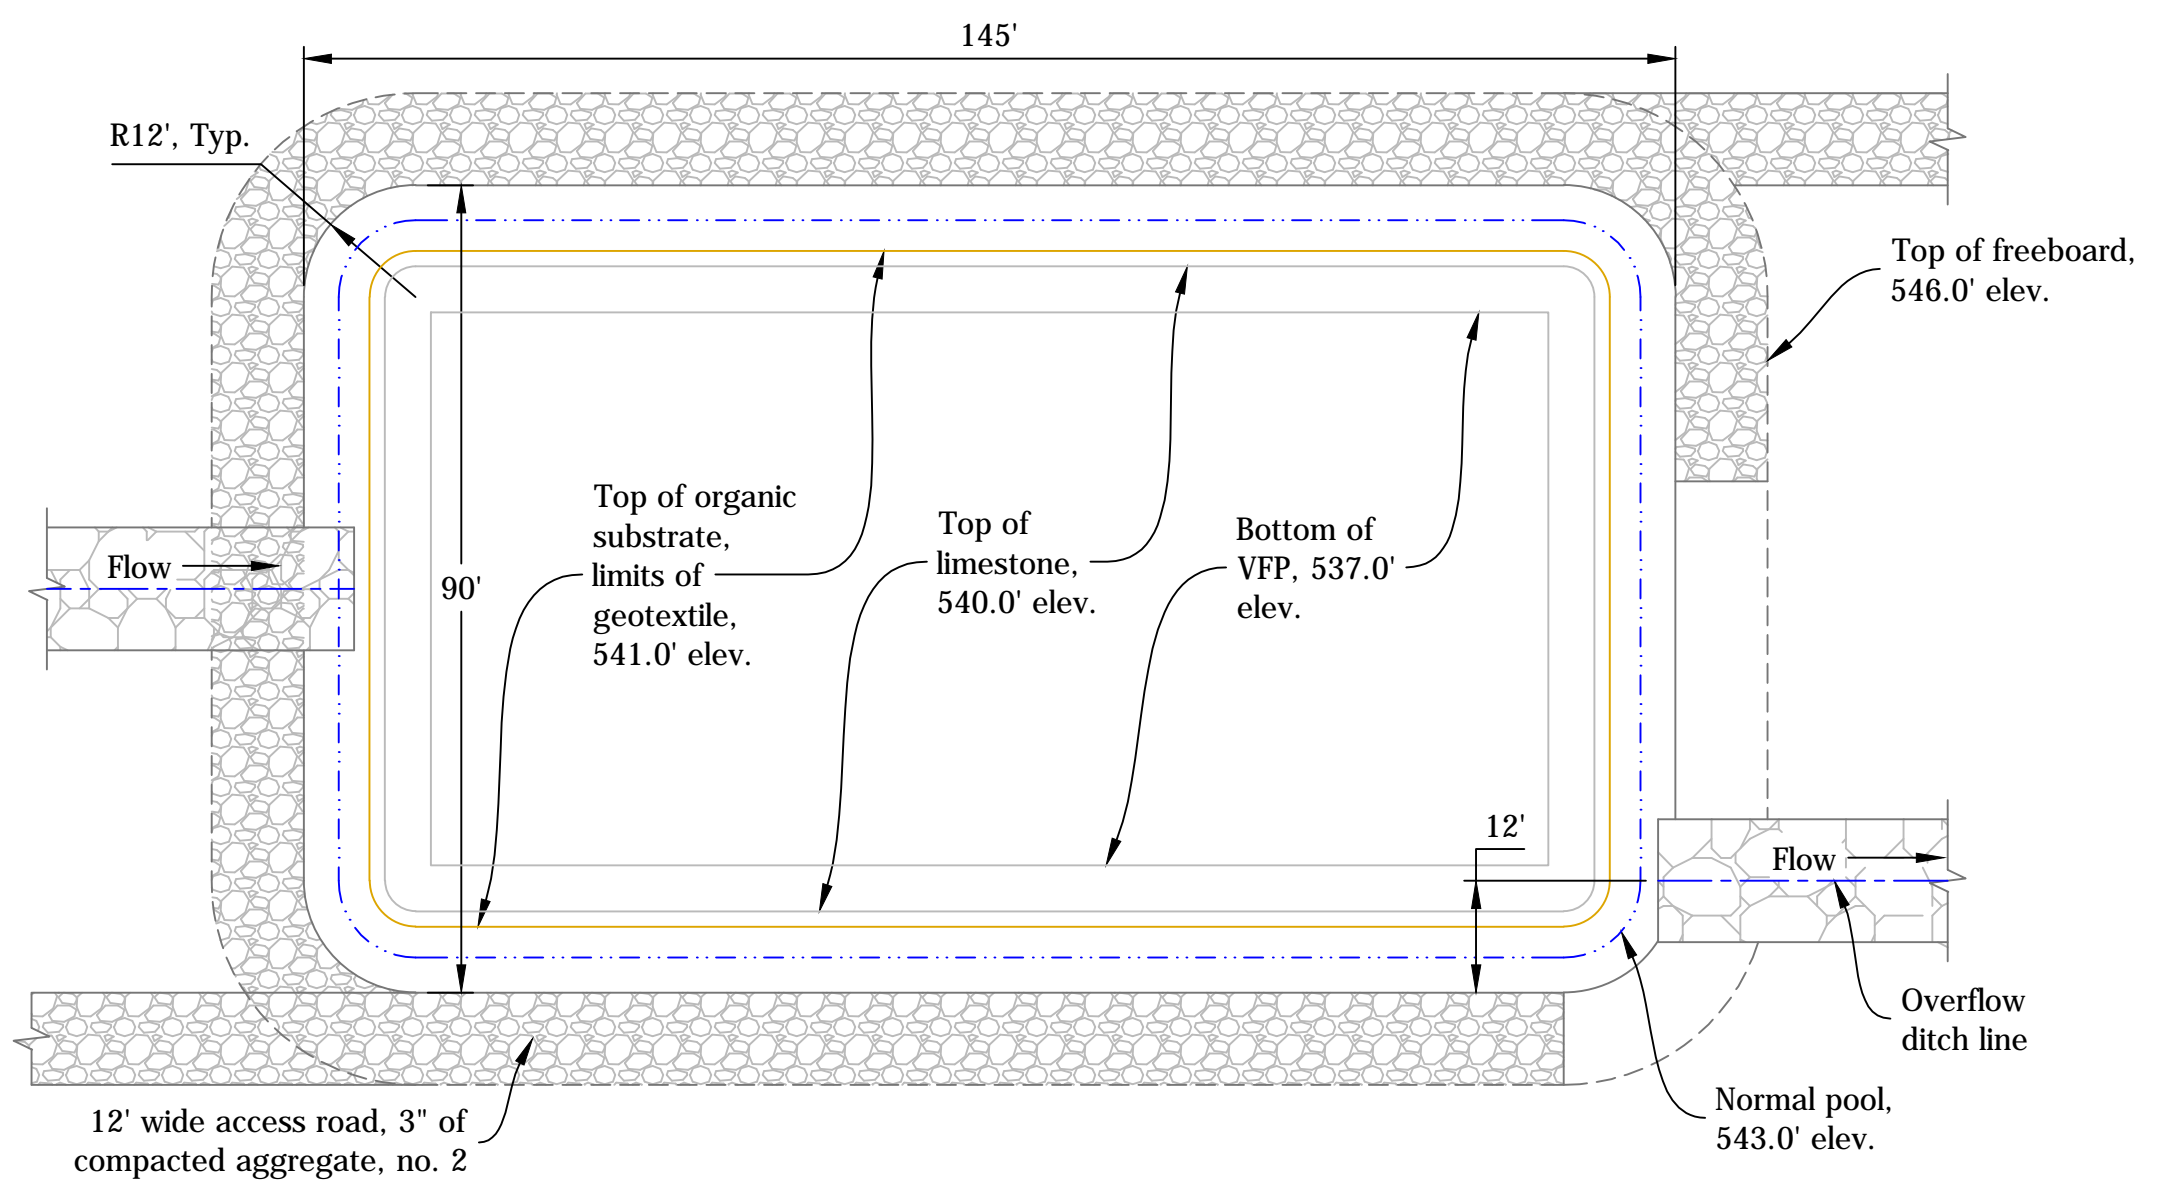 145'
R12', Typ.
Top of freeboard,
546.0' elev.
Top of organic
substrate,
limits of
geotextile,
541.0' elev.
Top of
limestone,
540.0' elev.
Bottom of
VFP, 537.0'
elev.
Flow
90'
12'
Flow
Overflow
ditch line
Normal pool,
543.0' elev.
12' wide access road, 3" of
compacted aggregate, no. 2